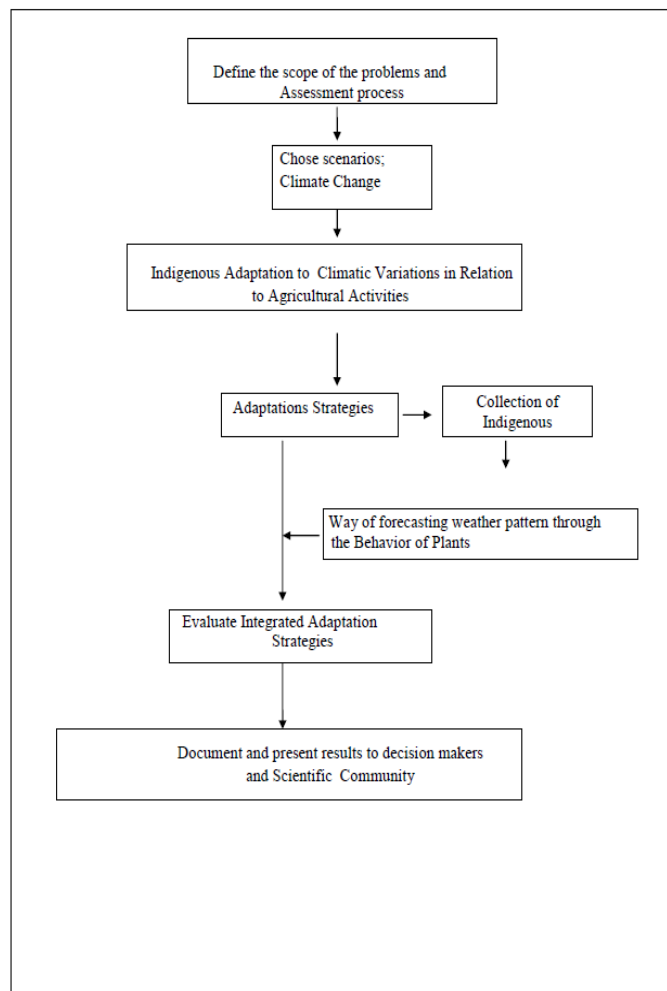 Define the scope of the problems and
Assessment process
Chose scenarios;
Climate Change
Indigenous Adaptation to Climatic Variations in Relation
to Agricultural Activities
Adaptations Strategies
Collection of
Indigenous
Way of forecasting weather pattern through
the Behavior of Plants
Evaluate Integrated Adaptation
Strategies
Document and present results to decision makers
and Scientific Community